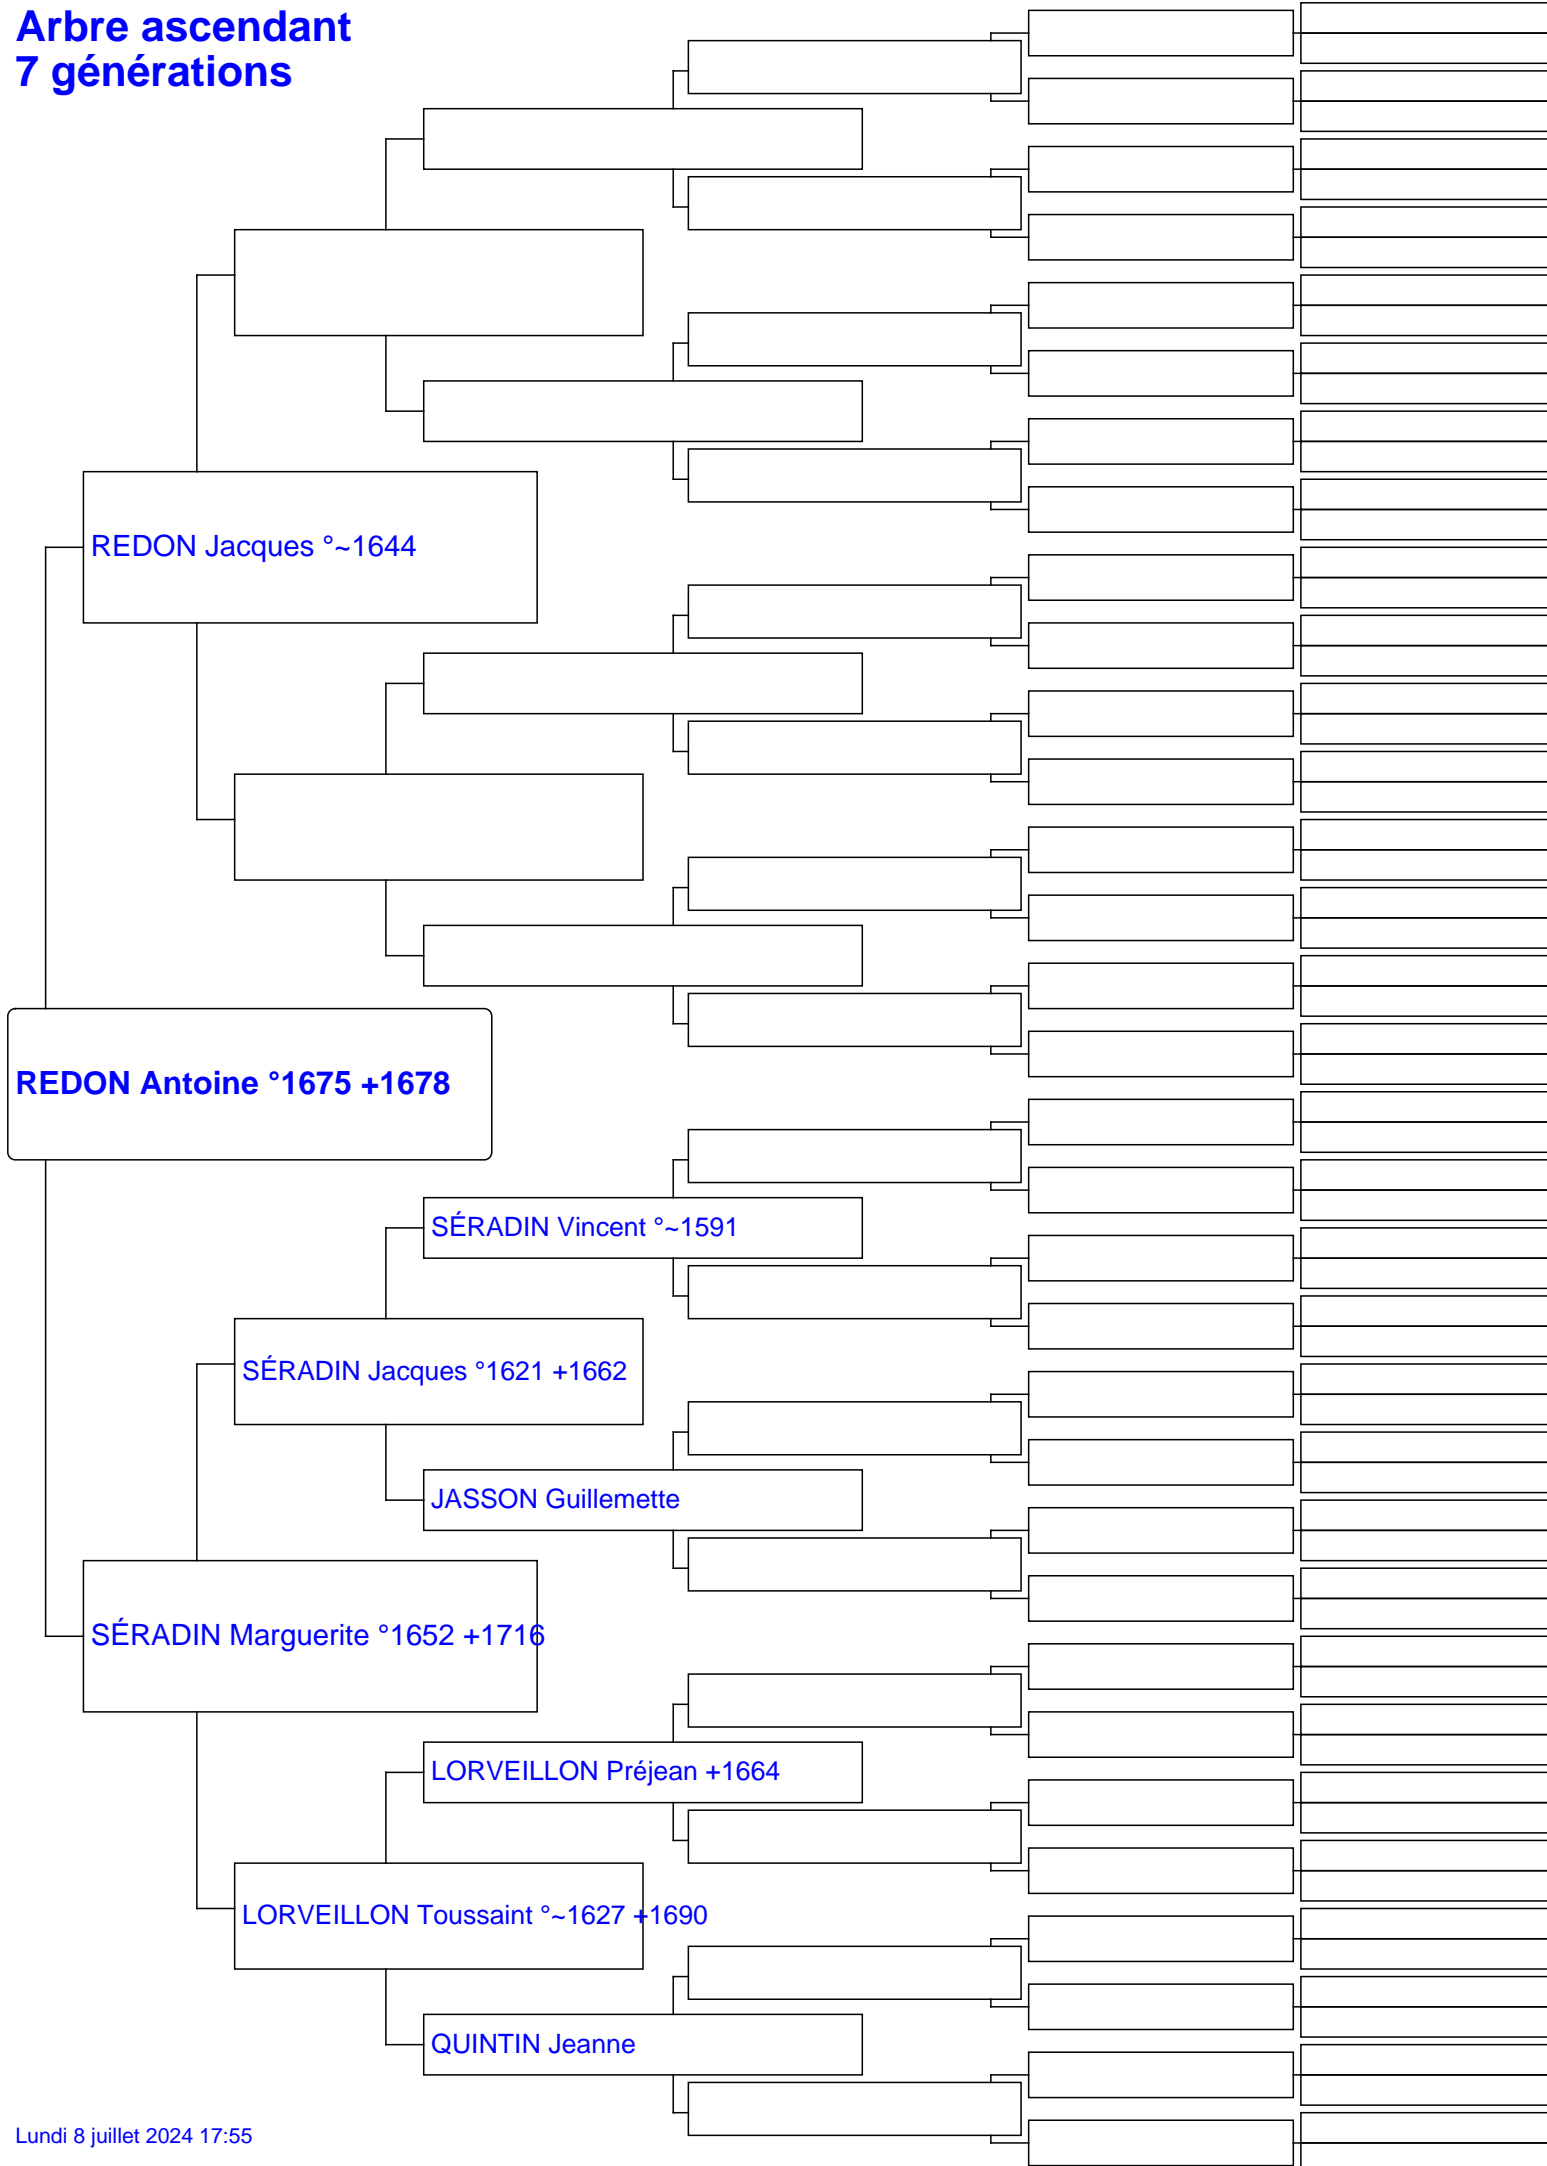 Arbre ascendant
7 générations
REDON Jacques °~1644
REDON Antoine °1675 +1678
SÉRADIN Vincent °~1591
SÉRADIN Jacques °1621 +1662
JASSON Guillemette
SÉRADIN Marguerite °1652 +1716
LORVEILLON Préjean +1664
LORVEILLON Toussaint °~1627 +1690
QUINTIN Jeanne
Lundi 8 juillet 2024 17:55